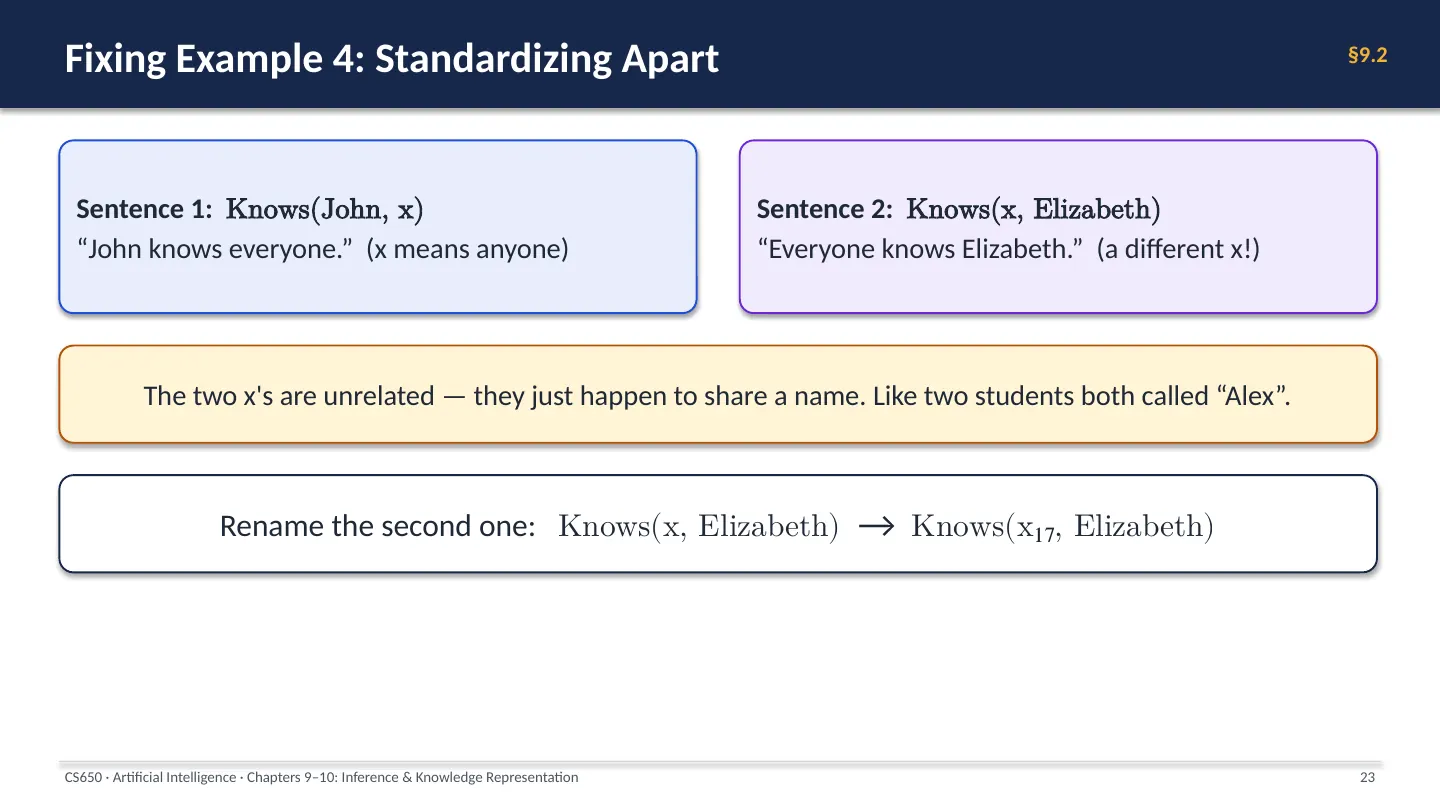 Fixing Example 4: Standardizing Apart
§9.2
Sentence 1: Knows(John, x)
“John knows everyone.” (x means anyone)
Sentence 2: Knows(x, Elizabeth)
“Everyone knows Elizabeth.” (a different x!)
The two x's are unrelated — they just happen to share a name. Like two students both called “Alex”.
Rename the second one: Knows(x, Elizabeth) → Knows(x₁₇, Elizabeth)
CS650 · Artificial Intelligence · Chapters 9–10: Inference & Knowledge Representation
23